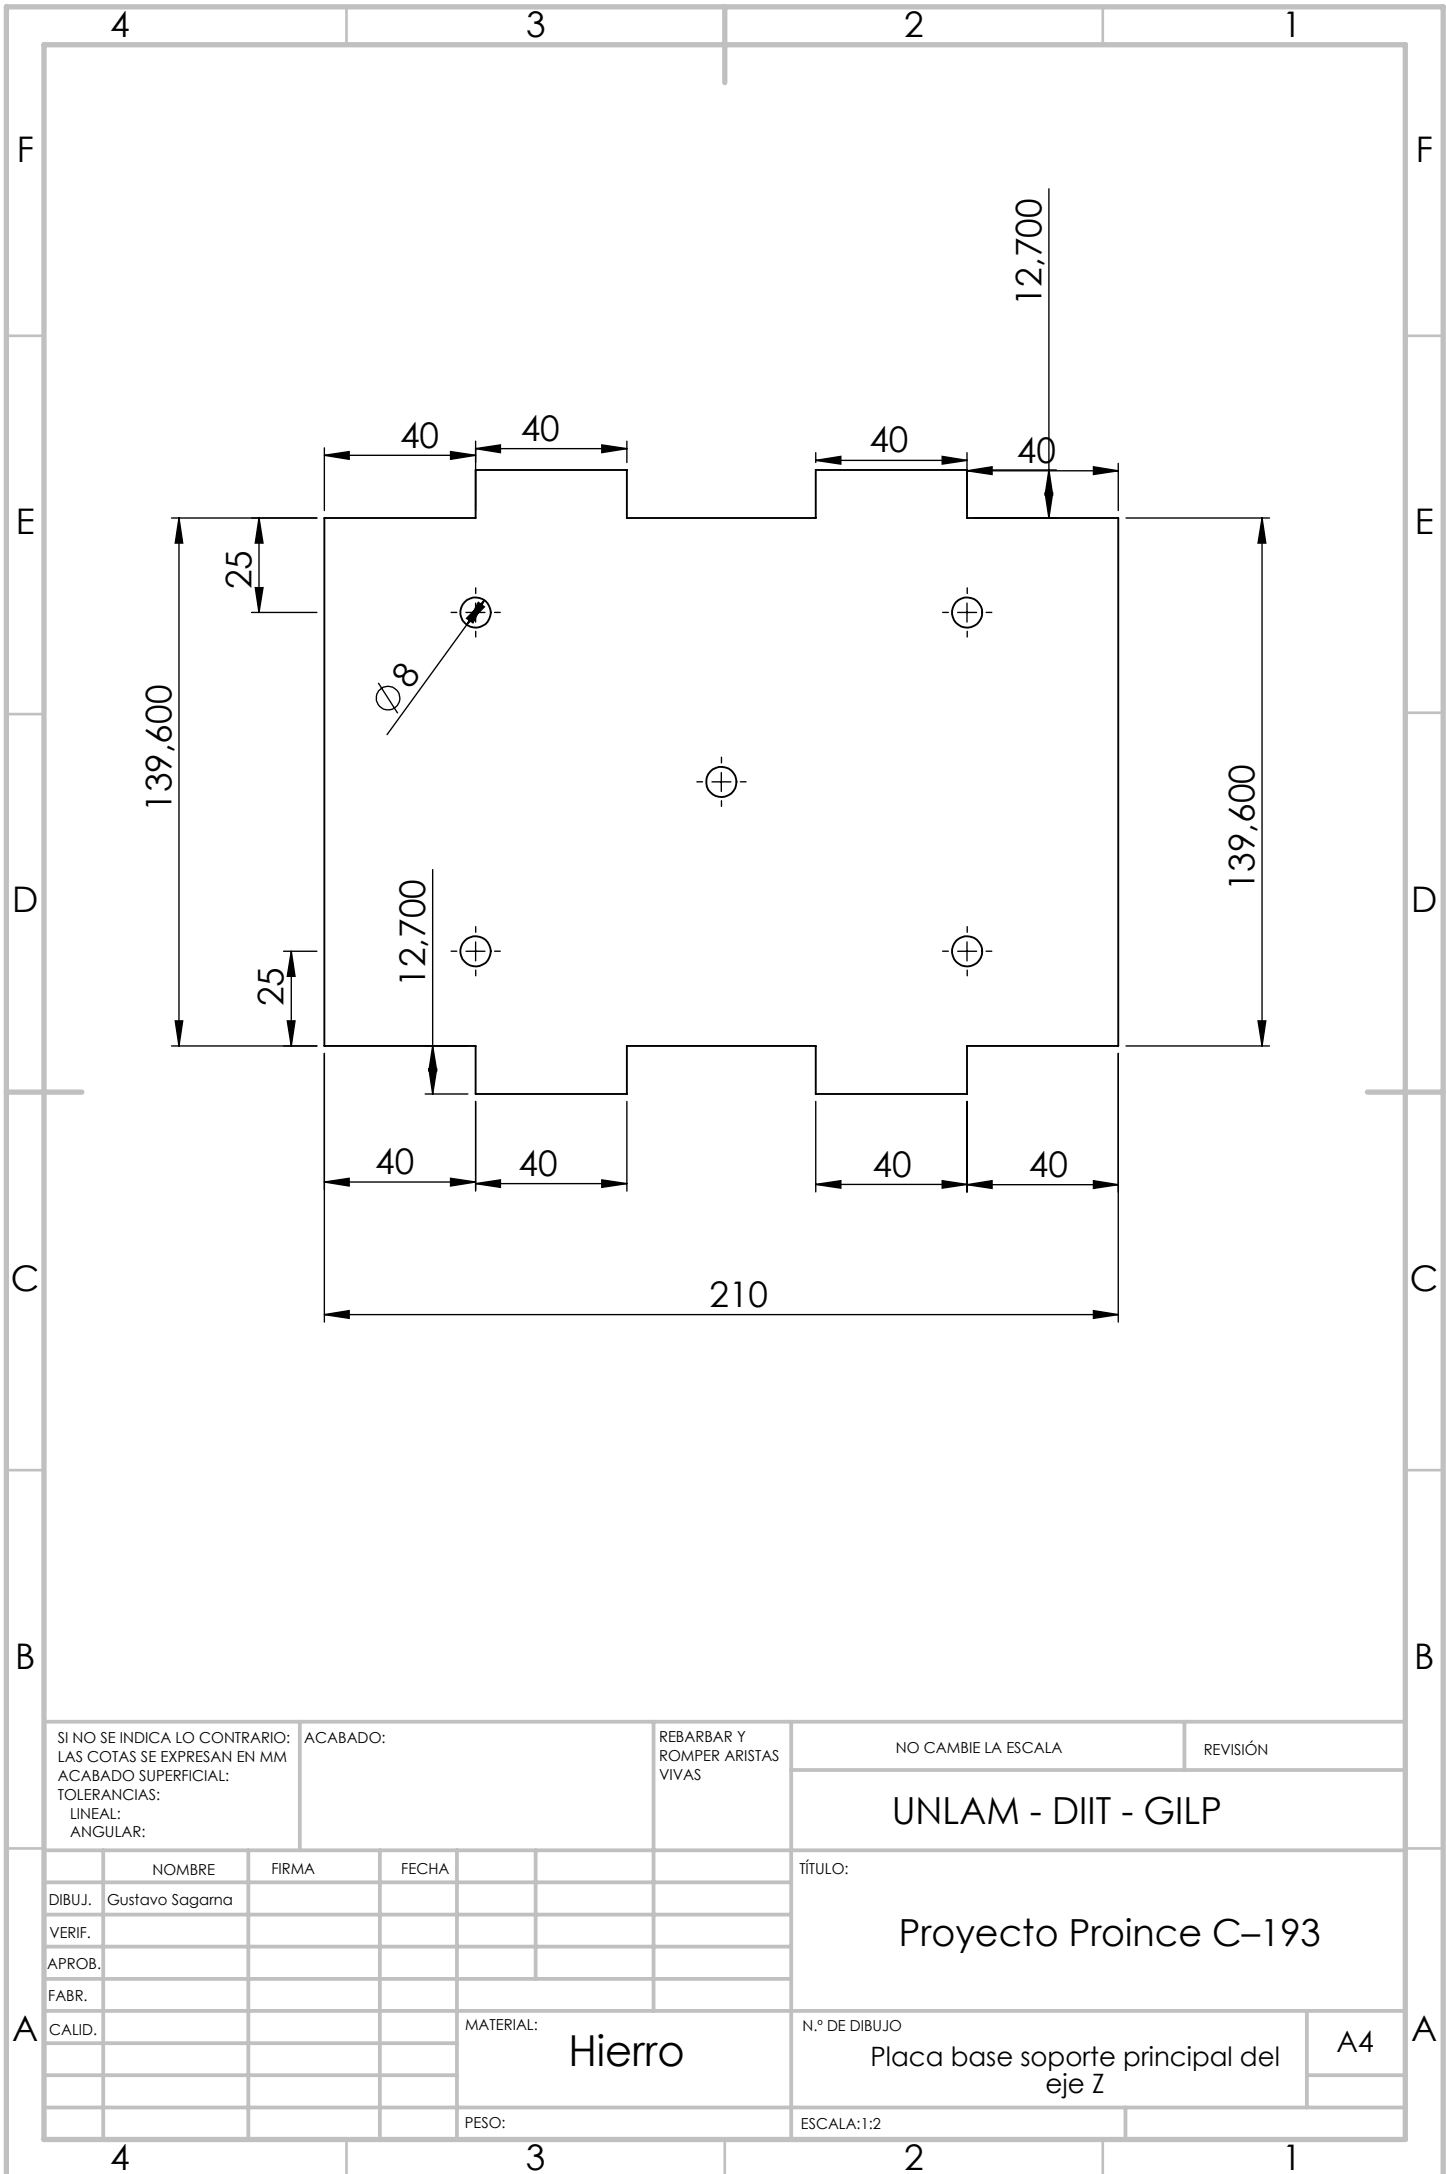 4 3 2 1
F F
12,700
40 40 40 40
E E
25
Ø8
139,600
139,600
D D
12,700
25
40 40 40 40
C C
210
B B
SI NO SE INDICA LO CONTRARIO:
LAS COTAS SE EXPRESAN EN MM
ACABADO SUPERFICIAL:
TOLERANCIAS:
LINEAL:
ANGULAR:
ACABADO:
REBARBAR Y
ROMPER ARISTAS
VIVAS
NO CAMBIE LA ESCALA
REVISIÓN
UNLAM - DIIT - GILP
NOMBRE FIRMA FECHA
DIBUJ. Gustavo Sagarna
VERIF.
APROB.
FABR.
CALID.
TÍTULO:
Proyecto Proince C–193
A A
MATERIAL:
Hierro
N.º DE DIBUJO
Placa base soporte principal del
eje Z
A4
PESO:
ESCALA:1:2
4 3 2 1